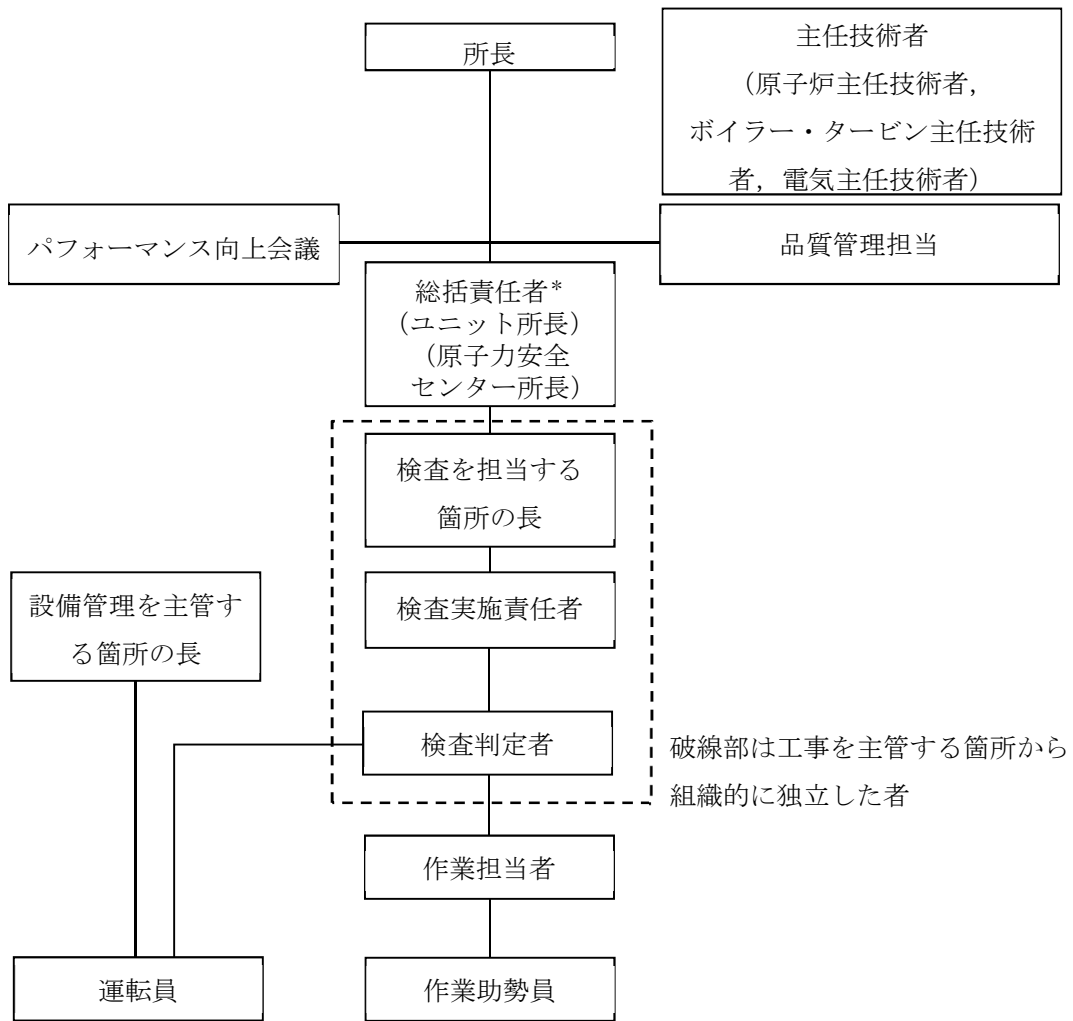 所長
主任技術者
（原子炉主任技術者，
ボイラー・タービン主任技術
者，電気主任技術者）
パフォーマンス向上会議
品質管理担当
総括責任者*
（ユニット所長）
（原子力安全
センター所長）
検査を担当する
箇所の長
設備管理を主管す
る箇所の長
検査実施責任者
検査判定者
破線部は工事を主管する箇所から
組織的に独立した者
作業担当者
運転員
作業助勢員